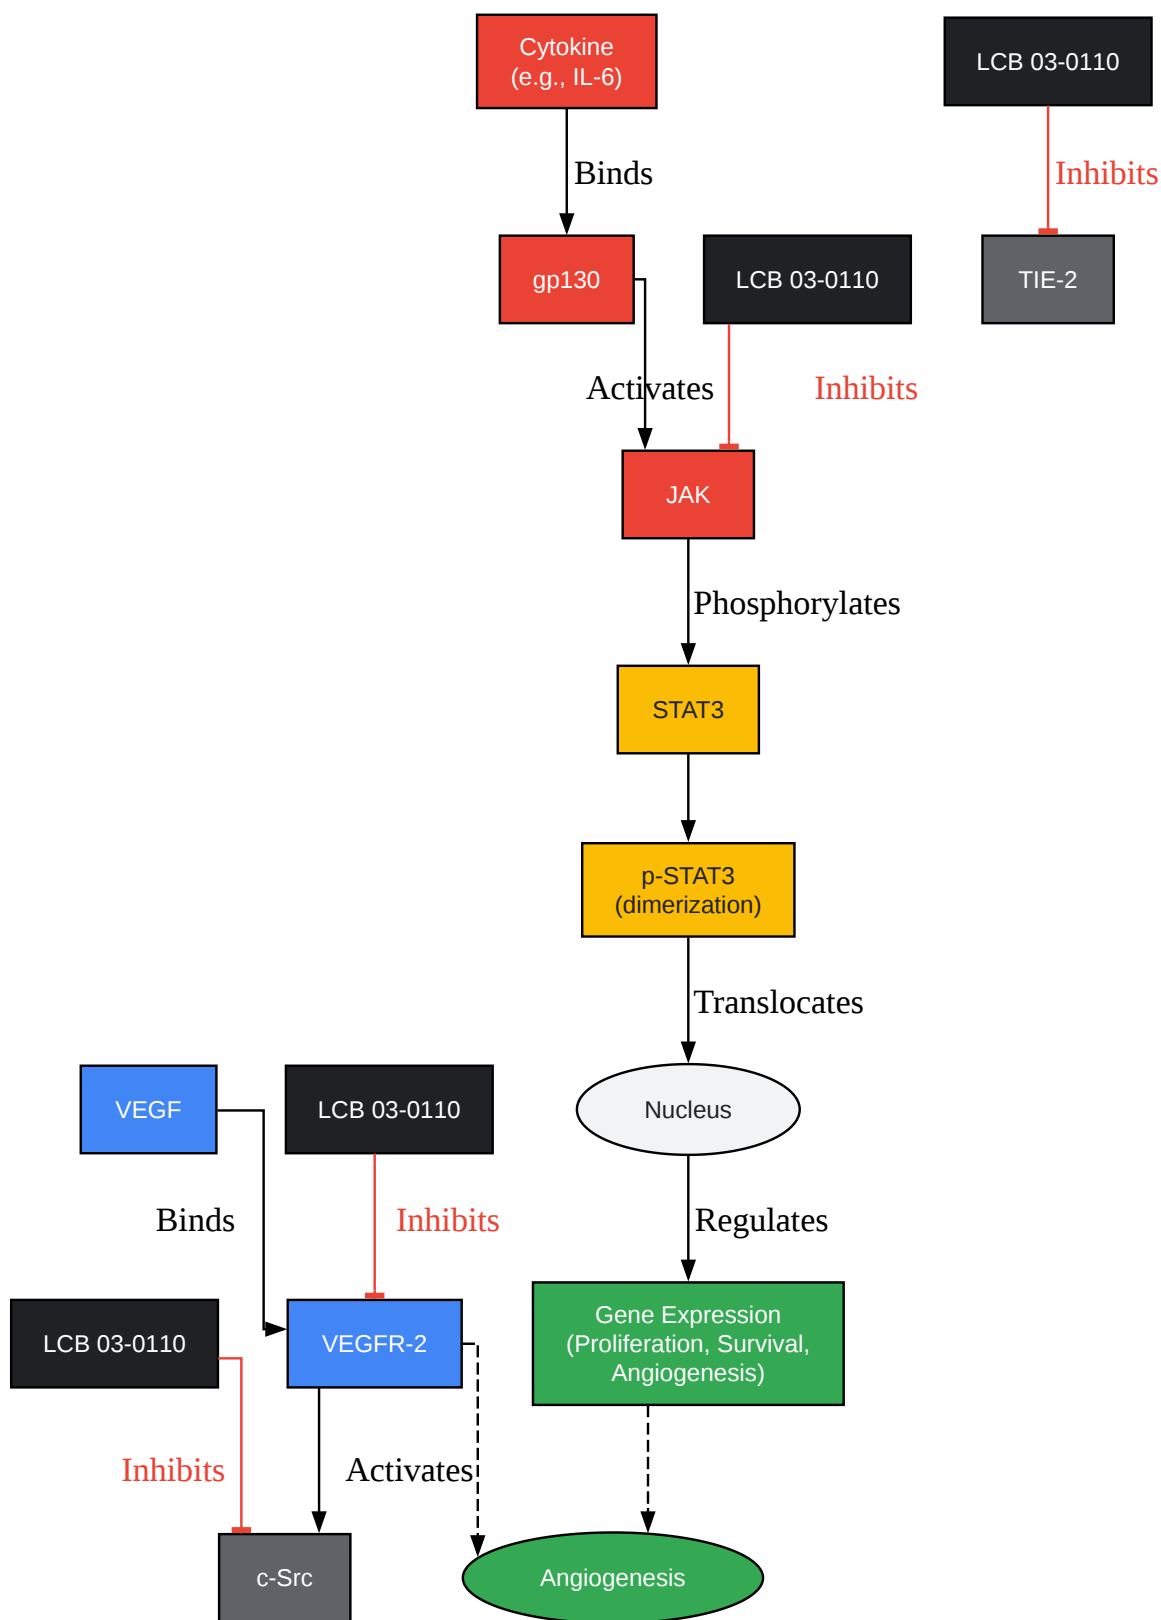 Cytokine
(e.g., IL-6)
LCB 03-0110
Binds
Inhibits
gp130
LCB 03-0110
TIE-2
Activates
Inhibits
JAK
Phosphorylates
STAT3
p-STAT3
(dimerization)
Translocates
VEGF
LCB 03-0110
Nucleus
Binds
Inhibits
Regulates
LCB 03-0110
VEGFR-2
Gene Expression
(Proliferation, Survival,
Angiogenesis)
Inhibits
Activates
c-Src
Angiogenesis